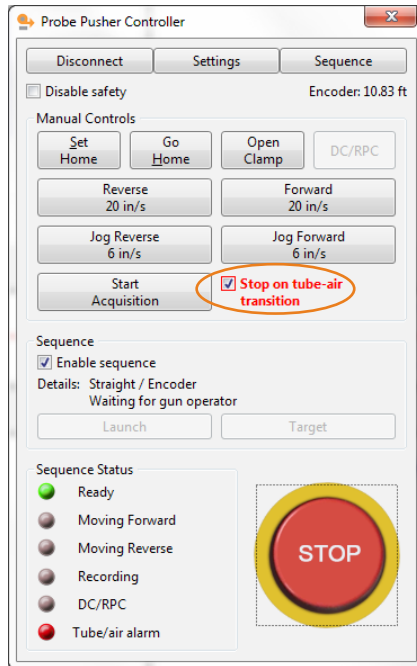 Probe Pusher Controller
Disconnect Settings Sequence
Disable safety Encoder: 10.83 ft
Manual Controls
Set Go Open
Home Home Clamp DC/RPC
Reverse Forward
20 in/s 20 in/s
Jog Reverse Jog Forward
6 in/s 6 in/s
Start Stop on tube-air
Acquisition transition
Sequence
Enable sequence
Details: Straight / Encoder
Waiting for gun operator
Launch Target
Sequence Status
Ready
Moving Forward
Moving Reverse
STOP
Recording
DC/RPC
Tube/air alarm